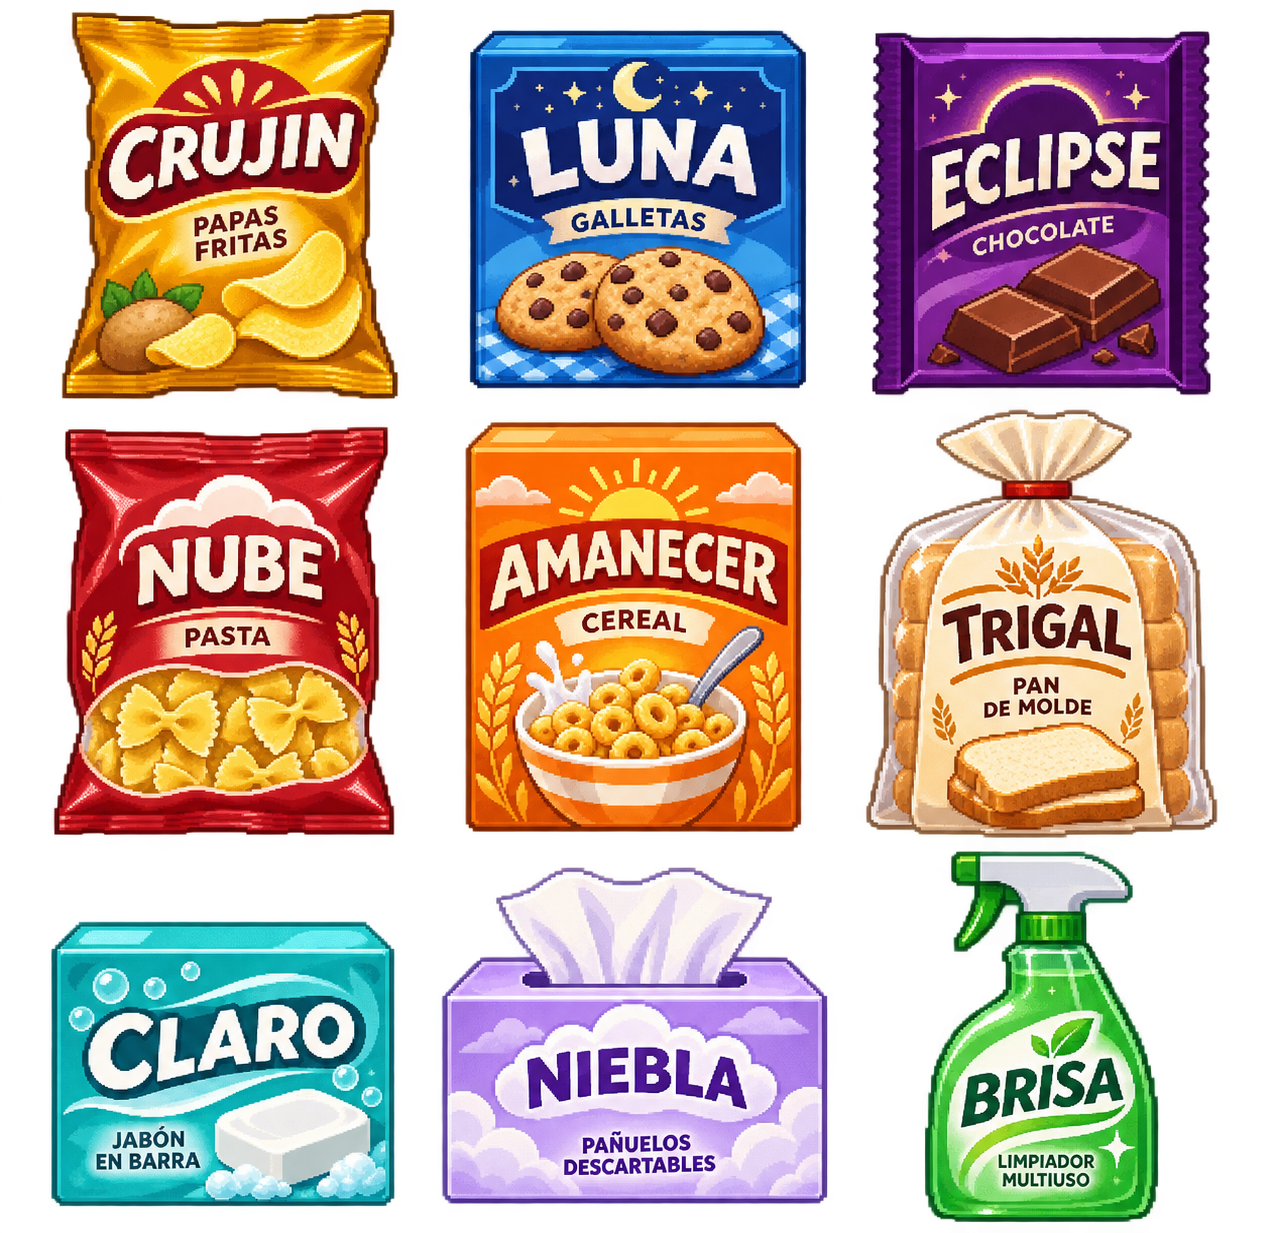 CRUJIN
PAPAS
FRITAS
LUNA
GALLETAS
ECLIPSE
CHOCOLATE
NUBE
PASTA
AMANECER
CEREAL
TRIGAL
PAN
DE MOLDE
CLARO
JABÓN
EN BARRA
NIEBLA
PAÑUELOS
DESCARTABLES
BRISA
LIMPIADOR
MULTIUSO